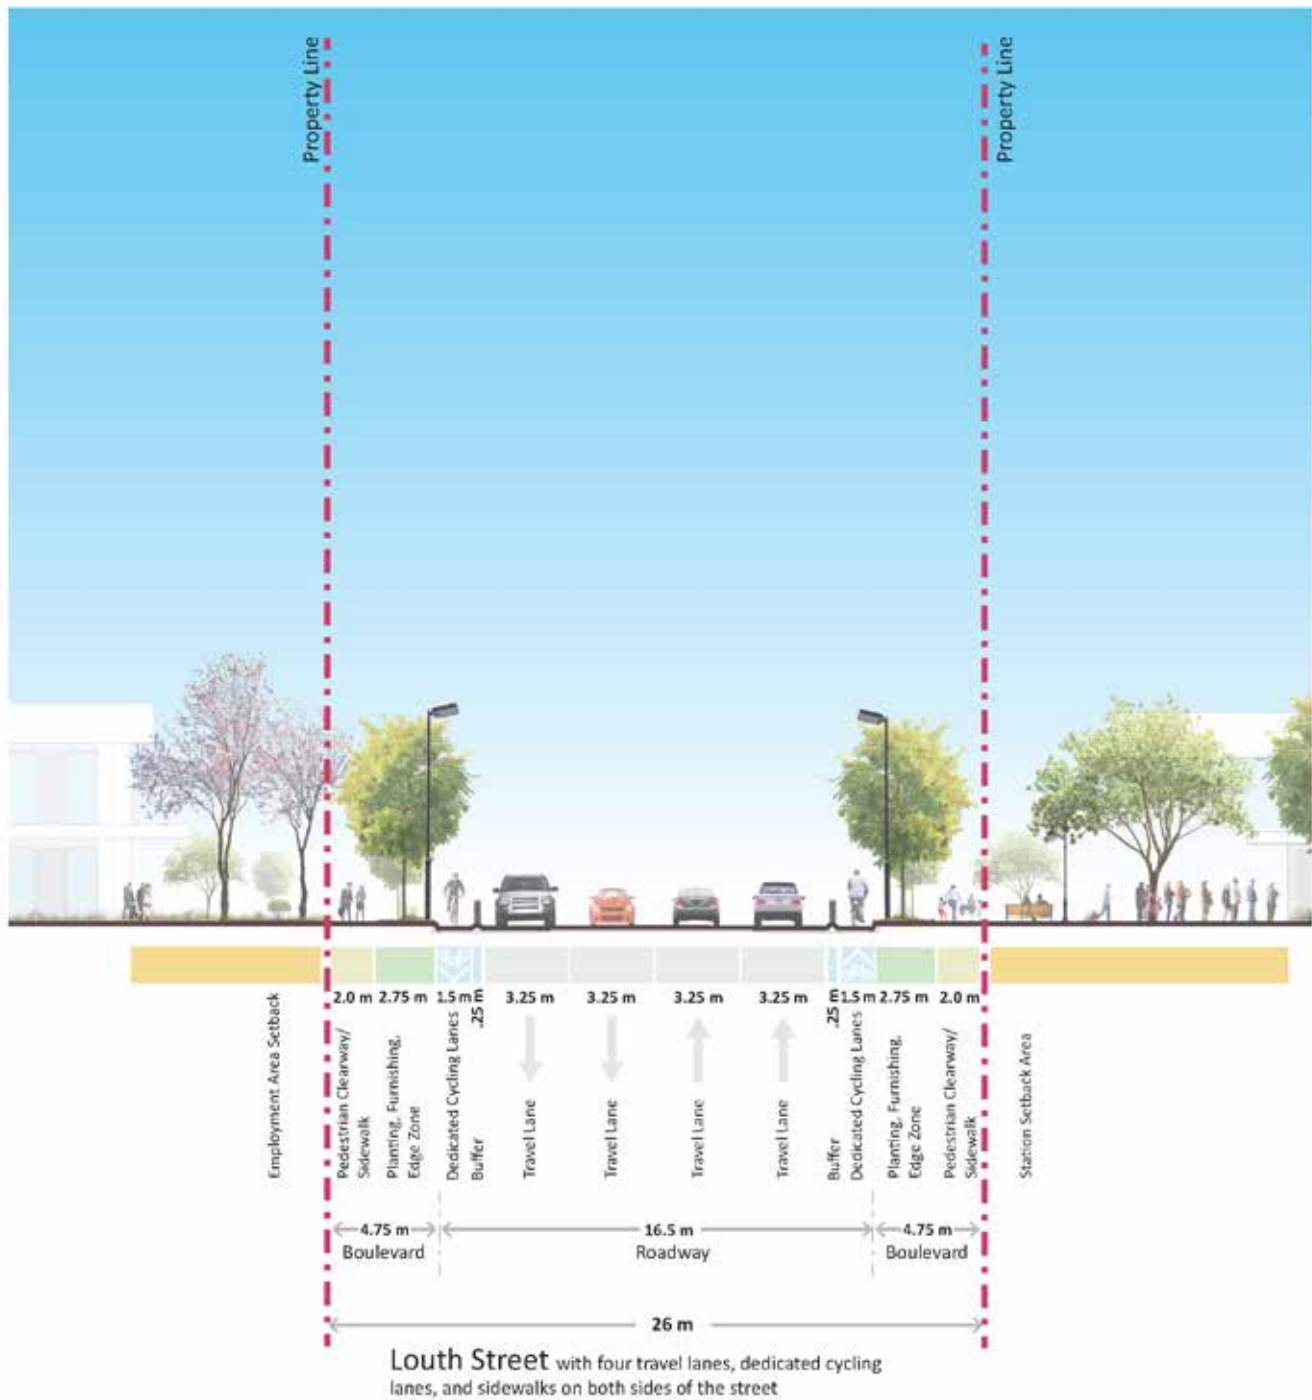 Property Line
Property Line
2.0 m 2.75 m 1.5 m .25 m 3.25 m 3.25 m 3.25 m 3.25 m .25 m 1.5 m 2.75 m 2.0 m
Employment Area Setback
Pedestrian Clearway/
Sidewalk
Planting, Furnishing,
Edge Zone
Dedicated Cycling Lanes
Buffer
Travel Lane
Travel Lane
Travel Lane
Travel Lane
Buffer
Dedicated Cycling Lanes
Planting, Furnishing,
Edge Zone
Pedestrian Clearway/
Sidewalk
Station Setback Area
4.75 m 16.5 m 4.75 m
Boulevard Roadway Boulevard
26 m
Louth Street with four travel lanes, dedicated cycling
lanes, and sidewalks on both sides of the street